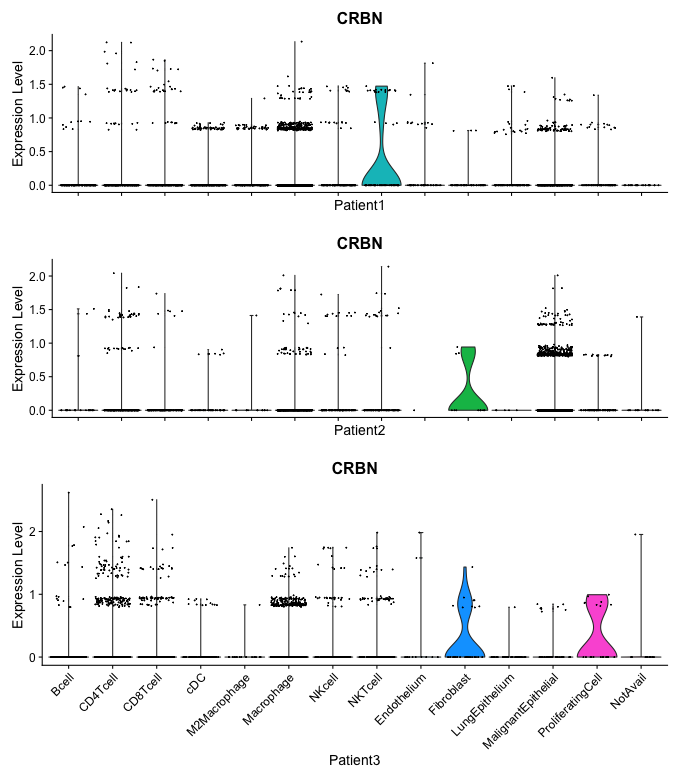 CRBN
Expression Level
2.0
1.5
1.0
0.5
0.0
Patient1
CRBN
Expression Level
2.0
1.5
1.0
0.5
0.0
Patient2
CRBN
Expression Level
2
1
0
Bcell
CD4Tcell
CD8Tcell
cDC
M2Macrophage
Macrophage
NKcell
NKTcell
Endothelium
Fibroblast
LungEpithelium
MalignantEpithelial
ProliferatingCell
NotAvail
Patient3